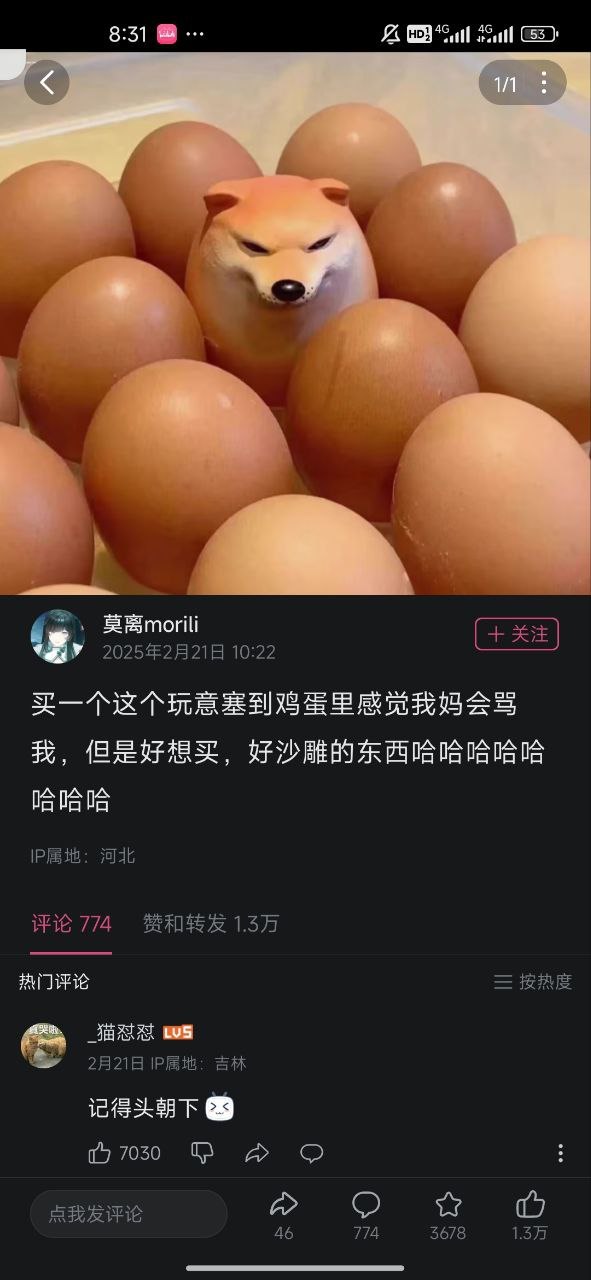 8:31
HD 1 2 4G 4G 53
1/1
莫离morili
+ 关注
2025年2月21日 10:22
买一个这个玩意塞到鸡蛋里感觉我妈会骂
我，但是好想买，好沙雕的东西哈哈哈哈哈
哈哈哈
IP属地：河北
评论 774
赞和转发 1.3万
热门评论
按热度
_猫怼怼 LV5
2月21日 IP属地：吉林
记得头朝下
7030
点我发评论
46
774
3678
1.3万